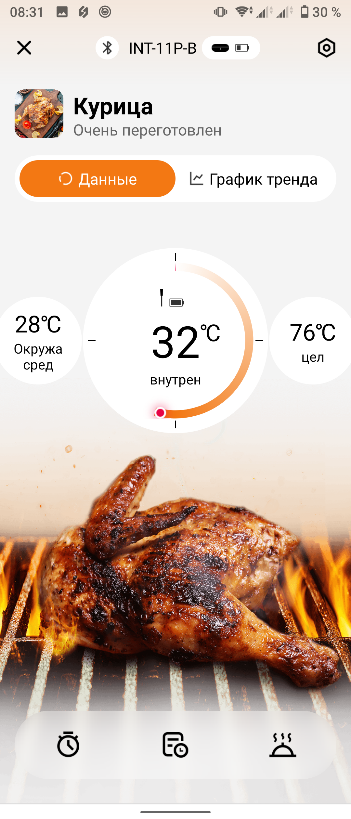 08:31
30 %
INT-11P-B
Курица
Очень переготовлен
Данные
График тренда
28℃
Окружа
сред
32℃
внутрен
76℃
цел